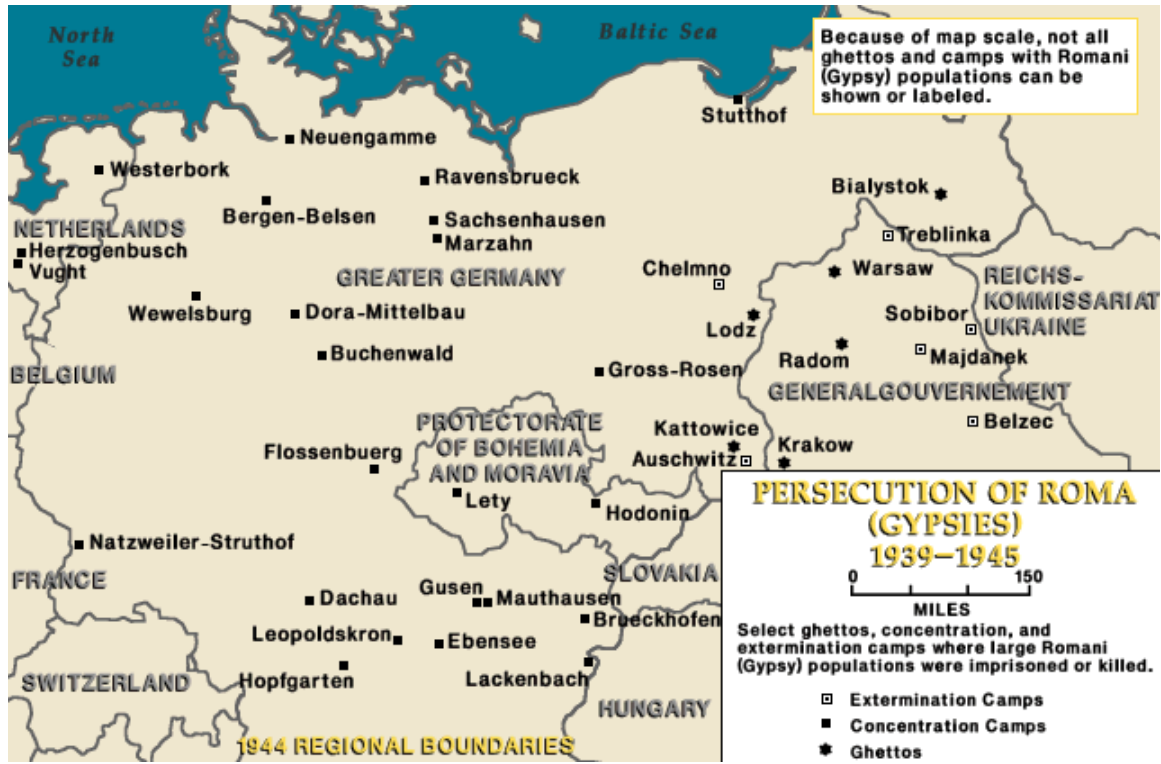 North
Sea
Baltic Sea
Because of map scale, not all
ghettos and camps with Romani
(Gypsy) populations can be
shown or labeled.
Stutthof
Neuengamme
Westerbork
Ravensbrueck
Bialystok
Bergen-Belsen
Sachsenhausen
NETHERLANDS
Treblinka
Marzahn
Herzogenbusch
Vught
Chelmno
Warsaw
REICHS-
KOMMISSARIAT
UKRAINE
GREATER GERMANY
Wewelsburg
Dora-Mittelbau
Sobibor
Lodz
Buchenwald
Radom
Majdanek
BELGIUM
Gross-Rosen
GENERALGOUVERNEMENT
PROTECTORATE
OF BOHEMIA
AND MORAVIA
Belzec
Kattowice
Krakow
Flossenbuerg
Auschwitz
Lety
Hodonin
PERSECUTION OF ROMA
(GYPSIES)
1939–1945
Natzweiler-Struthof
FRANCE
SLOVAKIA
0 150
MILES
Dachau
Gusen
Mauthausen
Brueckhofen
Leopoldskron
Ebensee
Select ghettos, concentration, and
extermination camps where large Romani
(Gypsy) populations were imprisoned or killed.
SWITZERLAND
Hopfgarten
Lackenbach
HUNGARY
Extermination Camps
Concentration Camps
Ghettos
1944 REGIONAL BOUNDARIES